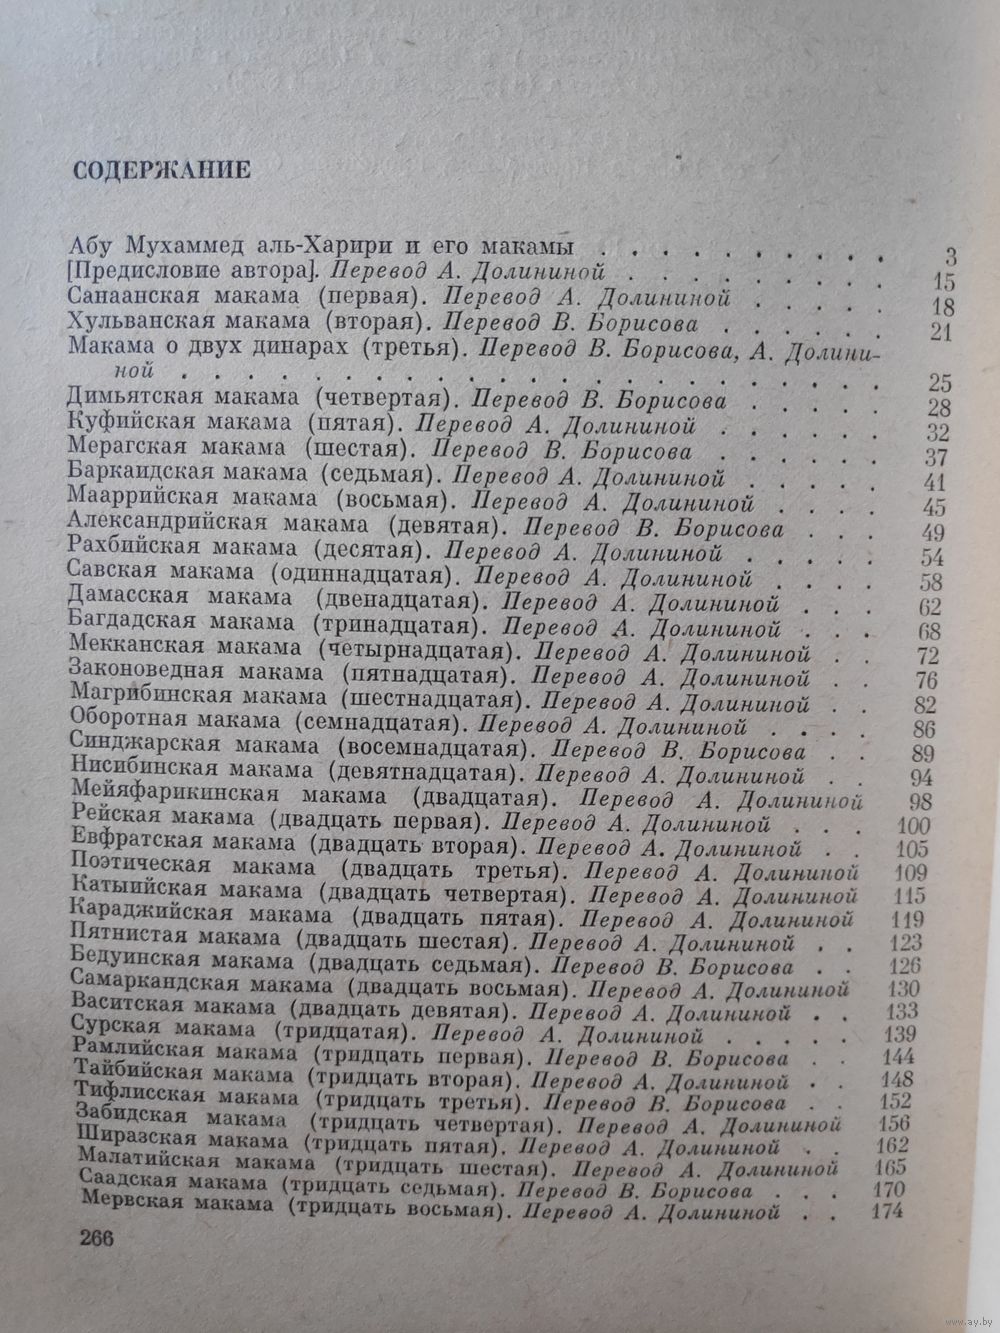 СОДЕРЖАНИЕ
Абу Мухаммед аль-Харири и его макамы . . . . . . . . . . 3
[Предисловие автора]. Перевод А. Долининой . . . . . . . . 15
Санаанская макама (первая). Перевод А. Долининой . . . . . 18
Хульванская макама (вторая). Перевод В. Борисова . . . . . . 21
Макама о двух динарах (третья). Перевод В. Борисова, А. Долини-
ной . . . . . . . . . . . . . . . . . . . . . . . . . . 25
Димьятская макама (четвертая). Перевод В. Борисова . . . . . 28
Куфийская макама (пятая). Перевод А. Долининой . . . . . . 32
Мерагская макама (шестая). Перевод В. Борисова . . . . . . 37
Баркаидская макама (седьмая). Перевод А. Долининой . . . . . 41
Мааррийская макама (восьмая). Перевод А. Долининой . . . . 45
Александрийская макама (девятая). Перевод В. Борисова . . . 49
Рахбийская макама (десятая). Перевод А. Долининой . . . . . 54
Савская макама (одиннадцатая). Перевод А. Долининой . . . . 58
Дамасская макама (двенадцатая). Перевод А. Долининой . . . 62
Багдадская макама (тринадцатая). Перевод А. Долининой . . . 68
Мекканская макама (четырнадцатая). Перевод А. Долининой . . 72
Законоведная макама (пятнадцатая). Перевод А. Долининой . . 76
Магрибинская макама (шестнадцатая). Перевод А. Долининой . . 82
Оборотная макама (семнадцатая). Перевод А. Долининой . . . . 86
Синджарская макама (восемнадцатая). Перевод В. Борисова . . 89
Нисибинская макама (девятнадцатая). Перевод А. Долининой . . 94
Мейяфарикинская макама (двадцатая). Перевод А. Долининой 98
Рейская макама (двадцать первая). Перевод А. Долининой . . . 100
Евфратская макама (двадцать вторая). Перевод А. Долининой . . 105
Поэтическая макама (двадцать третья). Перевод А. Долининой 109
Катыийская макама (двадцать четвертая). Перевод А. Долининой 115
Караджийская макама (двадцать пятая). Перевод А. Долининой 119
Пятнистая макама (двадцать шестая). Перевод А. Долининой . . 123
Бедуинская макама (двадцать седьмая). Перевод В. Борисова . . 126
Самаркандская макама (двадцать восьмая). Перевод А. Долининой 130
Васитская макама (двадцать девятая). Перевод А. Долининой . . 133
Сурская макама (тридцатая). Перевод А. Долининой . . . . . 139
Рамлийская макама (тридцать первая). Перевод В. Борисова . . 144
Тайбийская макама (тридцать вторая). Перевод А. Долининой . . 148
Тифлисская макама (тридцать третья). Перевод В. Борисова . . 152
Забидская макама (тридцать четвертая). Перевод А. Долининой 156
Ширазская макама (тридцать пятая). Перевод А. Долининой . . 162
Малатийская макама (тридцать шестая). Перевод А. Долининой 165
Саадская макама (тридцать седьмая). Перевод В. Борисова . . . 170
Мервская макама (тридцать восьмая). Перевод А. Долининой . . 174
266
www.ay.by